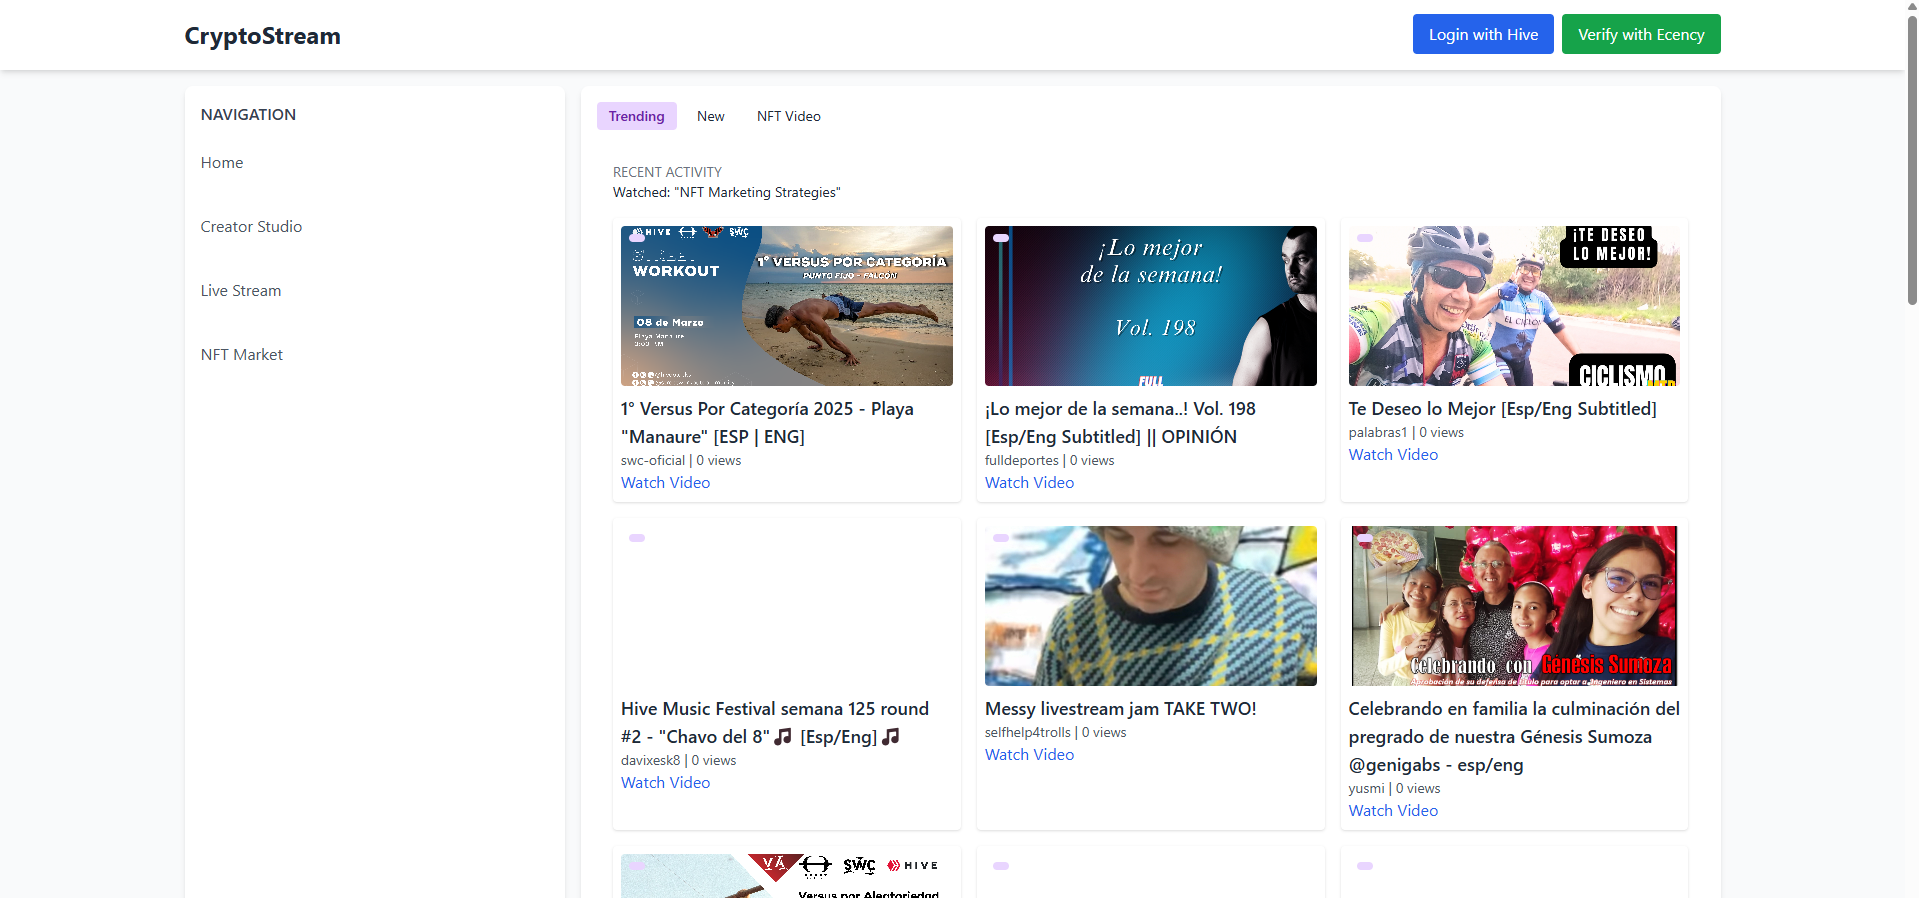 CryptoStream
Login with Hive
Verify with Ecency
NAVIGATION
Home
Creator Studio
Live Stream
NFT Market
Trending
New
NFT Video
RECENT ACTIVITY
Watched: "NFT Marketing Strategies"
HIVE
SWC
STREET
WORKOUT
1° VERSUS POR CATEGORÍA
PUNTO FIJO - FALCÓN
08 de Marzo
Playa Manaure
1° Versus Por Categoría 2025 - Playa
"Manaure" [ESP | ENG]
swc-oficial | 0 views
Watch Video
¡Lo mejor
de la semana!
Vol. 198
FULL
¡Lo mejor de la semana..! Vol. 198
[Esp/Eng Subtitled] || OPINIÓN
fulldeportes | 0 views
Watch Video
¡TE DESEO
LO MEJOR!
EL CICLON
CICLISMO
Te Deseo lo Mejor [Esp/Eng Subtitled]
palabras1 | 0 views
Watch Video
Hive Music Festival semana 125 round
#2 - "Chavo del 8"🎵 [Esp/Eng]🎵
davixesk8 | 0 views
Watch Video
Messy livestream jam TAKE TWO!
selfhelp4trolls | 0 views
Watch Video
Celebrando con Génesis Sumoza
Aprobación de su defensa de título para optar a Ingeniero en Sistemas
Celebrando en familia la culminación del
pregrado de nuestra Génesis Sumoza
@genigabs - esp/eng
yusmi | 0 views
Watch Video
VA
SWC
HIVE
Versus por Aleatoriedad